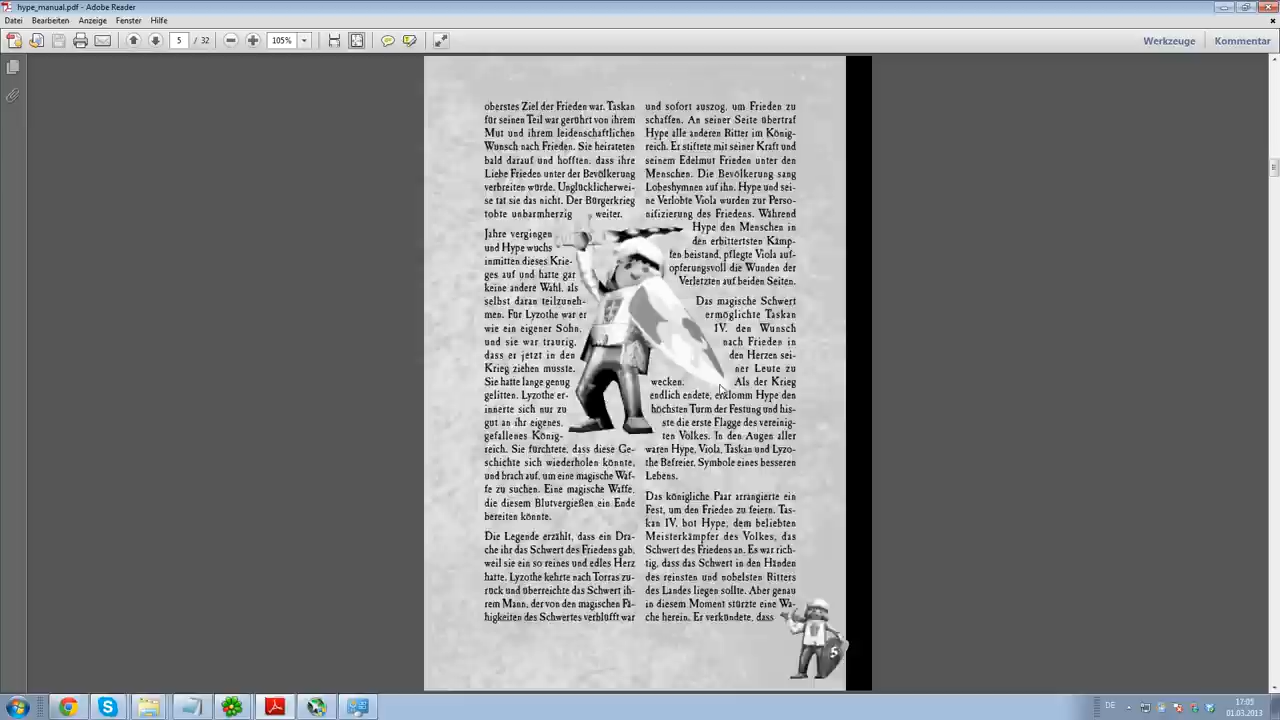 hype_manual.pdf - Adobe Reader
Datei Bearbeiten Anzeige Fenster Hilfe
5 / 32 105% Werkzeuge Kommentar
oberstes Ziel der Frieden war. Taskan
für seinen Teil war gerührt von ihrem
Mut und ihrem leidenschaftlichen
Wunsch nach Frieden. Sie heirateten
bald darauf und hofften, dass ihre
Liebe Frieden unter der Bevölkerung
verbreiten würde. Unglücklicherwei-
se tat sie das nicht. Der Bürgerkrieg
tobte unbarmherzig weiter.
Jahre vergingen
und Hype wuchs
inmitten dieses Krie-
ges auf und hatte gar
keine andere Wahl, als
selbst daran teilzuneh-
men. Für Lyzothe war er
wie ein eigener Sohn,
und sie war traurig,
dass er jetzt in den
Krieg ziehen musste.
Sie hatte lange genug
gelitten. Lyzothe er-
innerte sich nur zu
gut an ihr eigenes,
gefallenes König-
reich. Sie fürchtete, dass diese Ge-
schichte sich wiederholen könnte,
und brach auf, um eine magische Waf-
fe zu suchen. Eine magische Waffe,
die diesem Blutvergießen ein Ende
bereiten könnte.
Die Legende erzählt, dass ein Dra-
che ihr das Schwert des Friedens gab,
weil sie ein so reines und edles Herz
hatte. Lyzothe kehrte nach Torras zu-
rück und überreichte das Schwert ih-
rem Mann, der von den magischen Fä-
higkeiten des Schwertes verblüfft war
und sofort auszog, um Frieden zu
schaffen. An seiner Seite übertraf
Hype alle anderen Ritter im König-
reich. Er stiftete mit seiner Kraft und
seinem Edelmut Frieden unter den
Menschen. Die Bevölkerung sang
Lobeshymnen auf ihn. Hype und sei-
ne Verlobte Viola wurden zur Perso-
nifizierung des Friedens. Während
Hype den Menschen in
den erbittertsten Kämp-
fen beistand, pflegte Viola auf-
opferungsvoll die Wunden der
Verletzten auf beiden Seiten.
Das magische Schwert
ermöglichte Taskan
IV. den Wunsch
nach Frieden in
den Herzen sei-
ner Leute zu
wecken. Als der Krieg
endlich endete, erklomm Hype den
höchsten Turm der Festung und his-
ste die erste Flagge des vereinig-
ten Volkes. In den Augen aller
waren Hype, Viola, Taskan und Lyzo-
the Befreier, Symbole eines besseren
Lebens.
Das königliche Paar arrangierte ein
Fest, um den Frieden zu feiern. Tas-
kan IV. bot Hype, dem beliebten
Meisterkämpfer des Volkes, das
Schwert des Friedens an. Es war rich-
tig, dass das Schwert in den Händen
des reinsten und nobelsten Ritters
des Landes liegen sollte. Aber genau
in diesem Moment stürzte eine Wa-
che herein. Er verkündete, dass
5
DE 17:05
01.03.2013